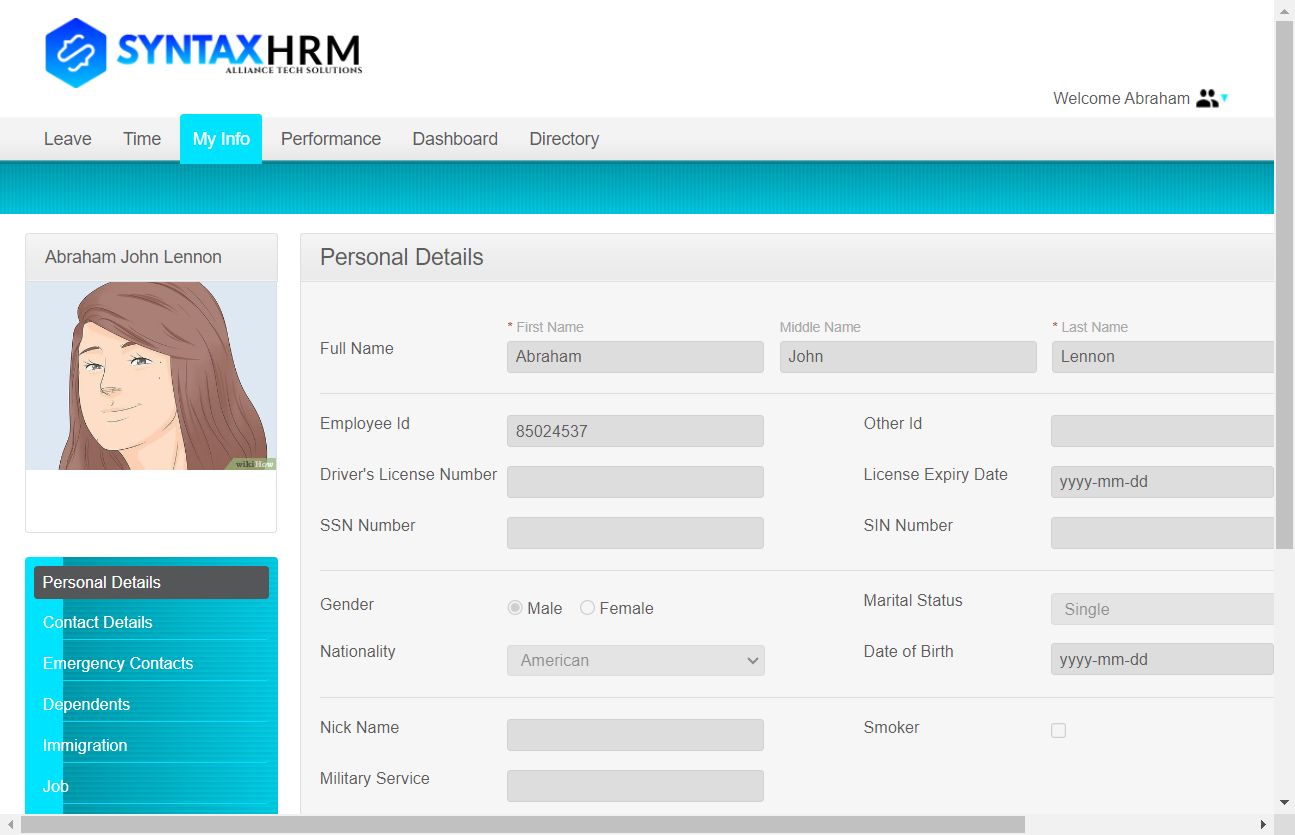 SYNTAXHRM
ALLIANCE TECH SOLUTIONS
Welcome Abraham
Leave Time My Info Performance Dashboard Directory
Abraham John Lennon
wikiHow
Personal Details
Contact Details
Emergency Contacts
Dependents
Immigration
Job
Personal Details
* First Name Middle Name * Last Name
Full Name Abraham John Lennon
Employee Id 85024537 Other Id
Driver's License Number License Expiry Date yyyy-mm-dd
SSN Number SIN Number
Gender Male Female Marital Status Single
Nationality American Date of Birth yyyy-mm-dd
Nick Name Smoker
Military Service